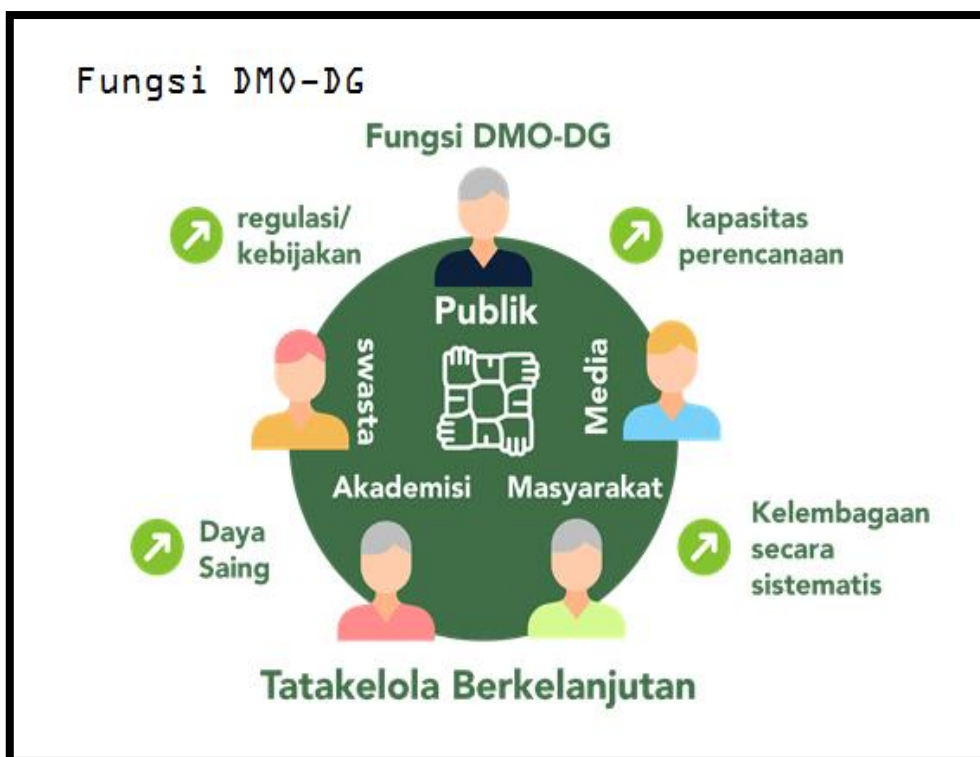 Fungsi DMO-DG
Fungsi DMO-DG
regulasi/
kebijakan
kapasitas
perencanaan
Publik
swasta
Media
Akademisi
Masyarakat
Daya
Saing
Kelembagaan
secara
sistematis
Tatakelola Berkelanjutan